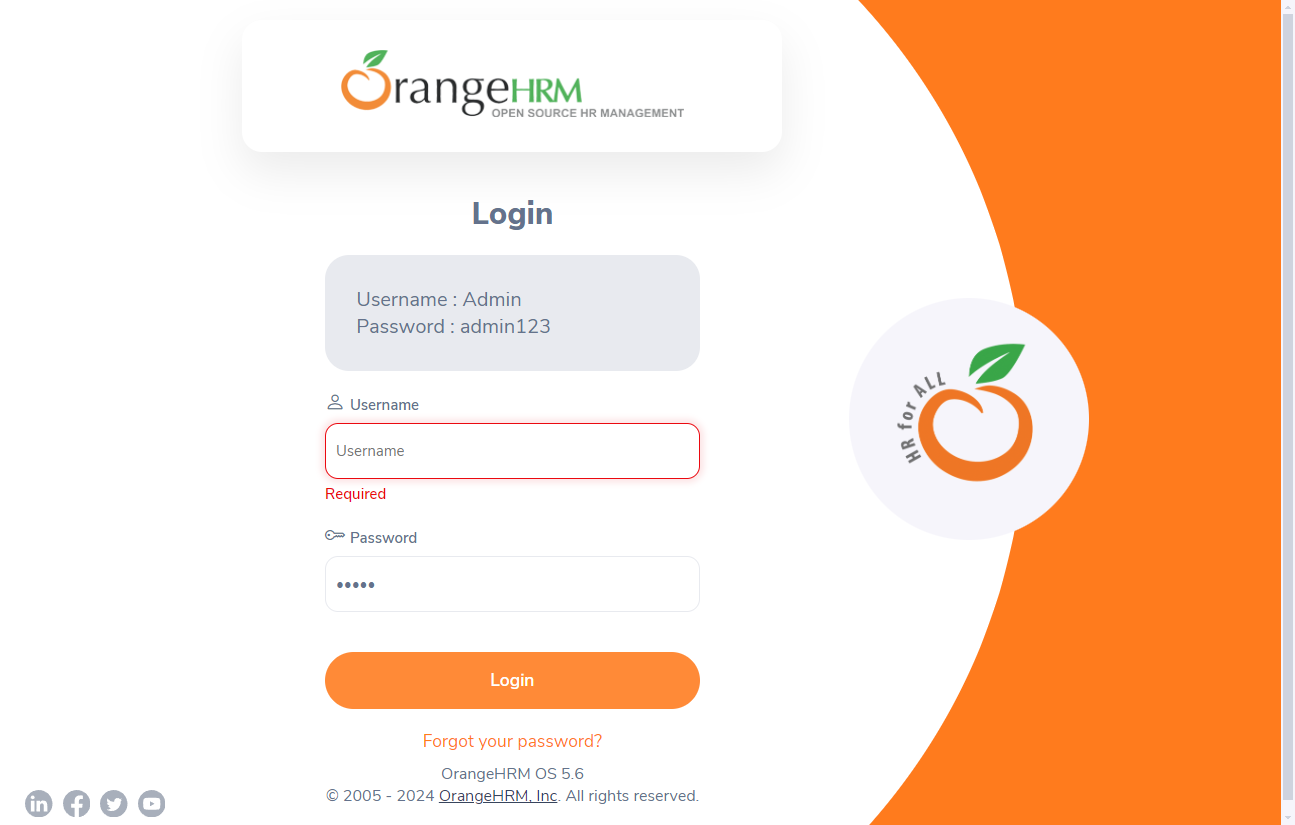 OrangeHRM
OPEN SOURCE HR MANAGEMENT
Login
Username : Admin
Password : admin123
Username
Username
Required
Password
Login
Forgot your password?
OrangeHRM OS 5.6
© 2005 - 2024 OrangeHRM, Inc. All rights reserved.
HR for ALL